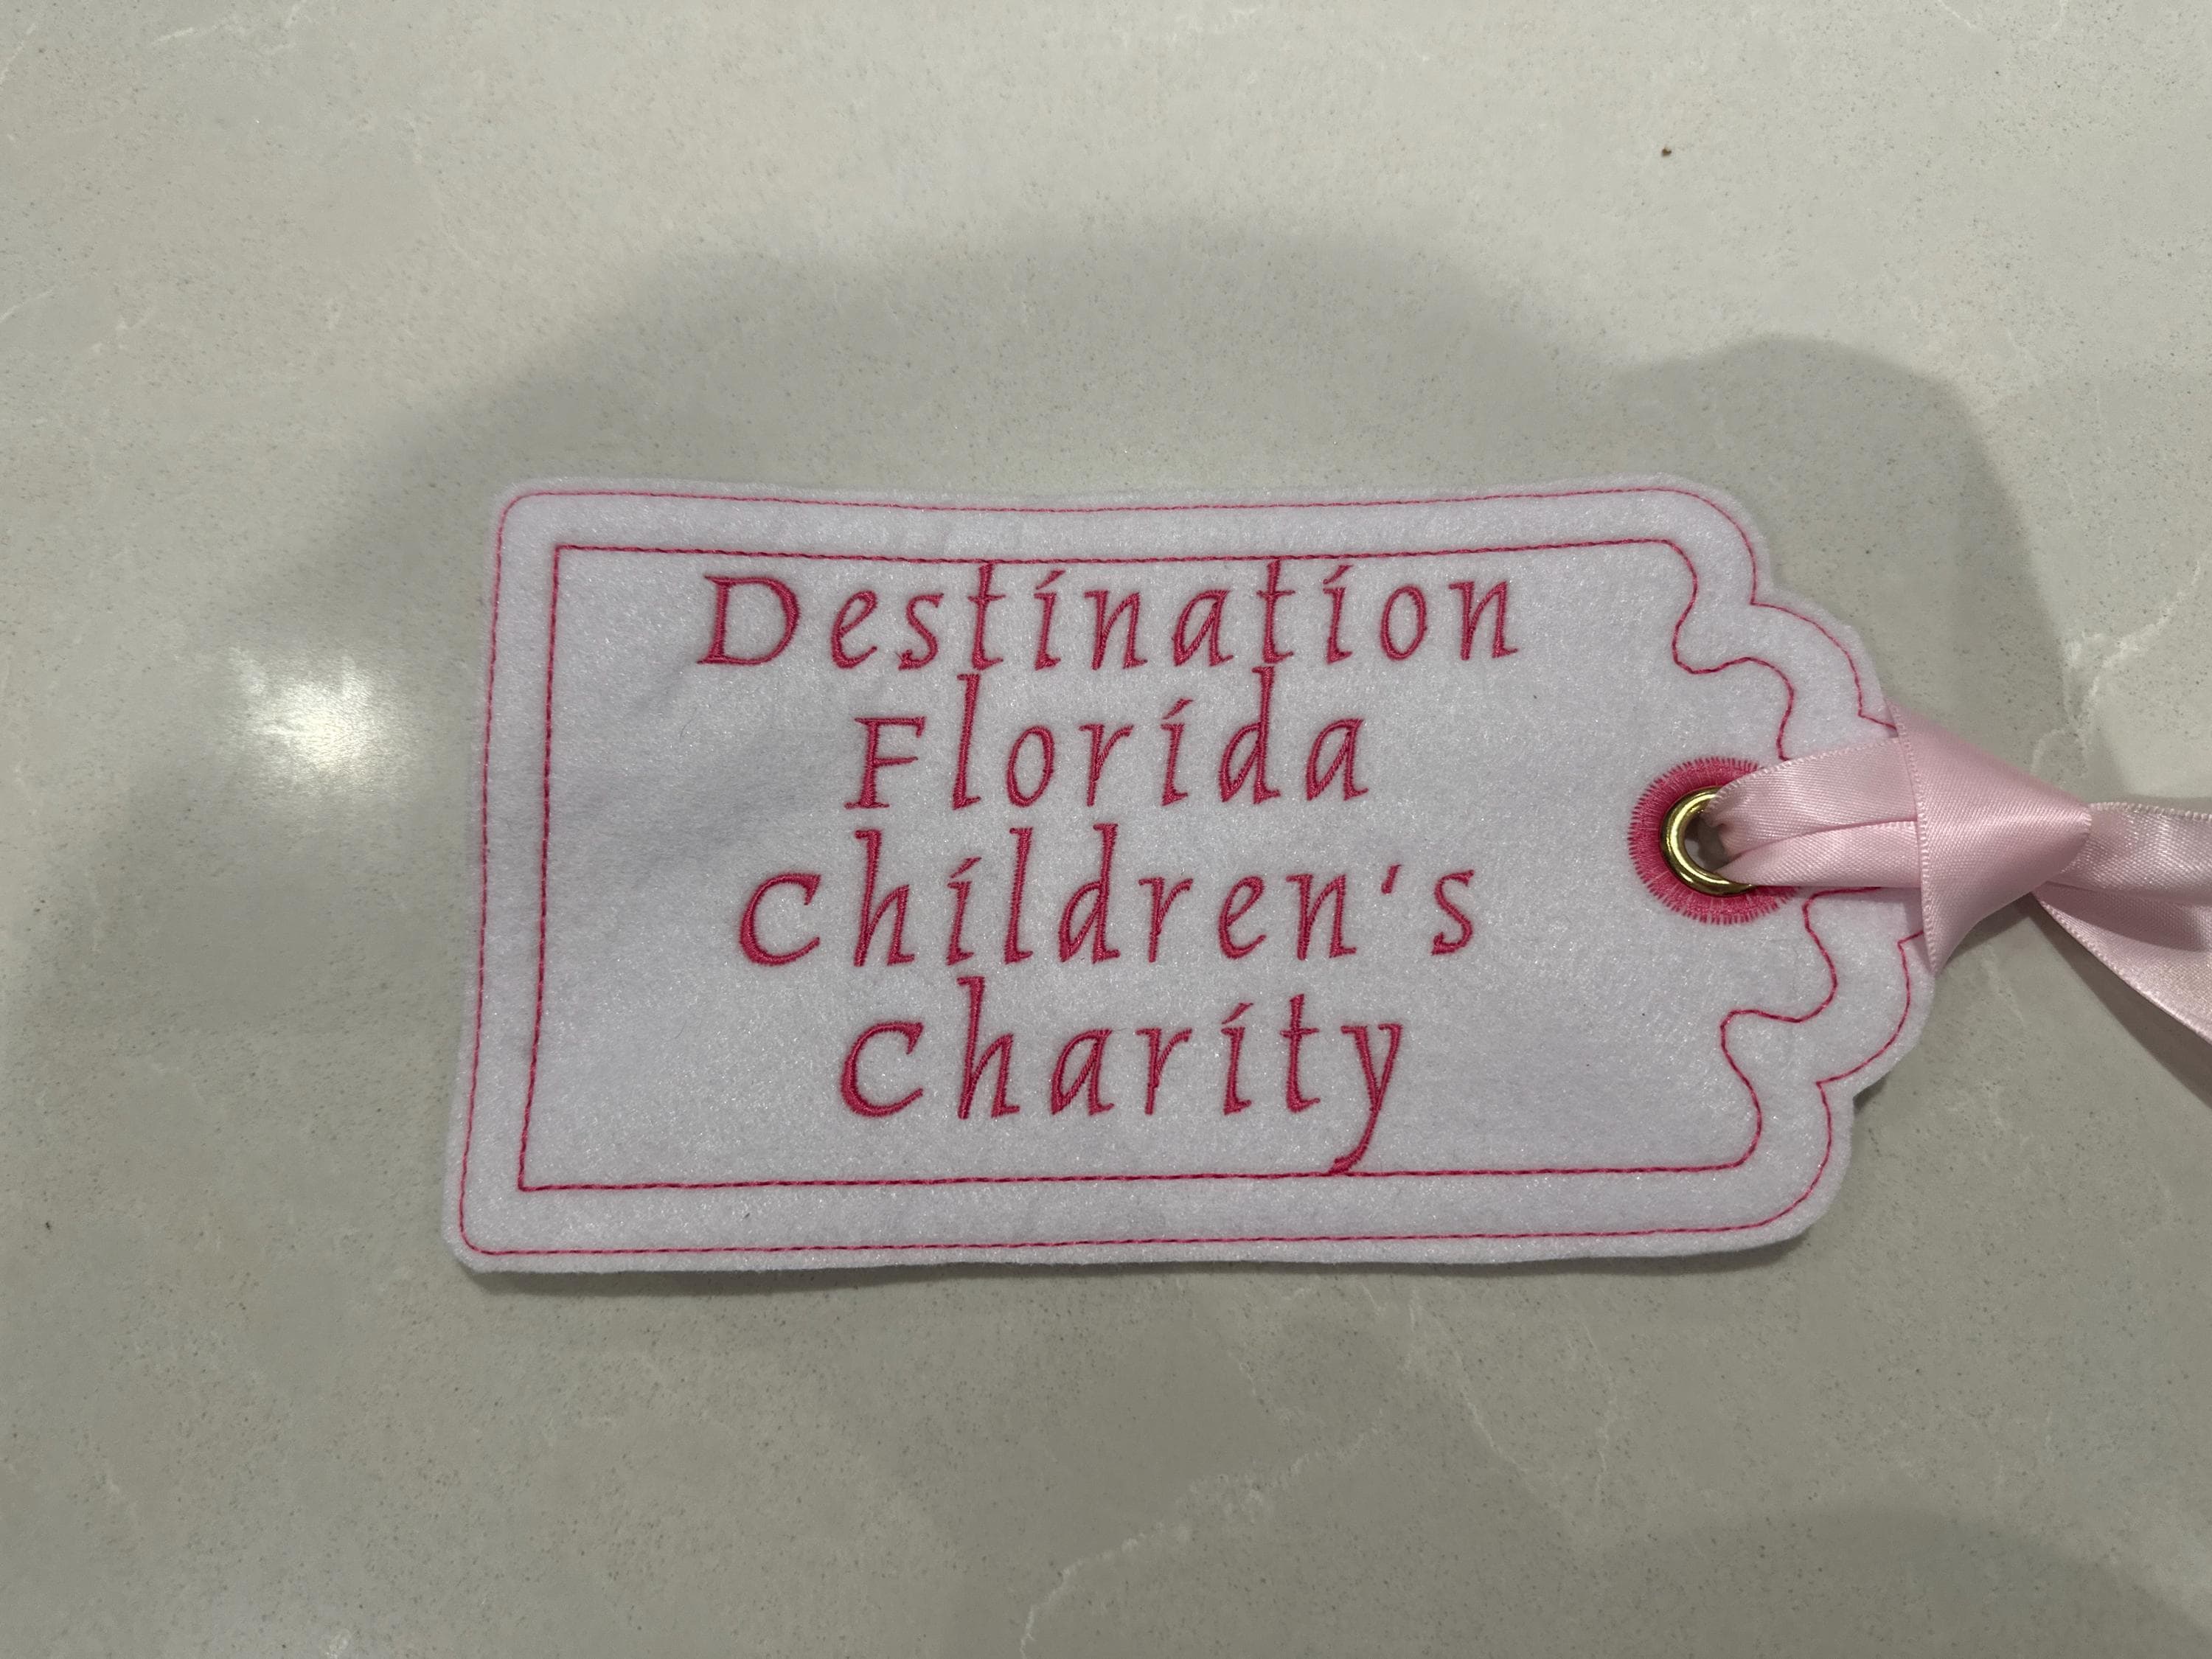 Destination
Florida
Children's
Charity